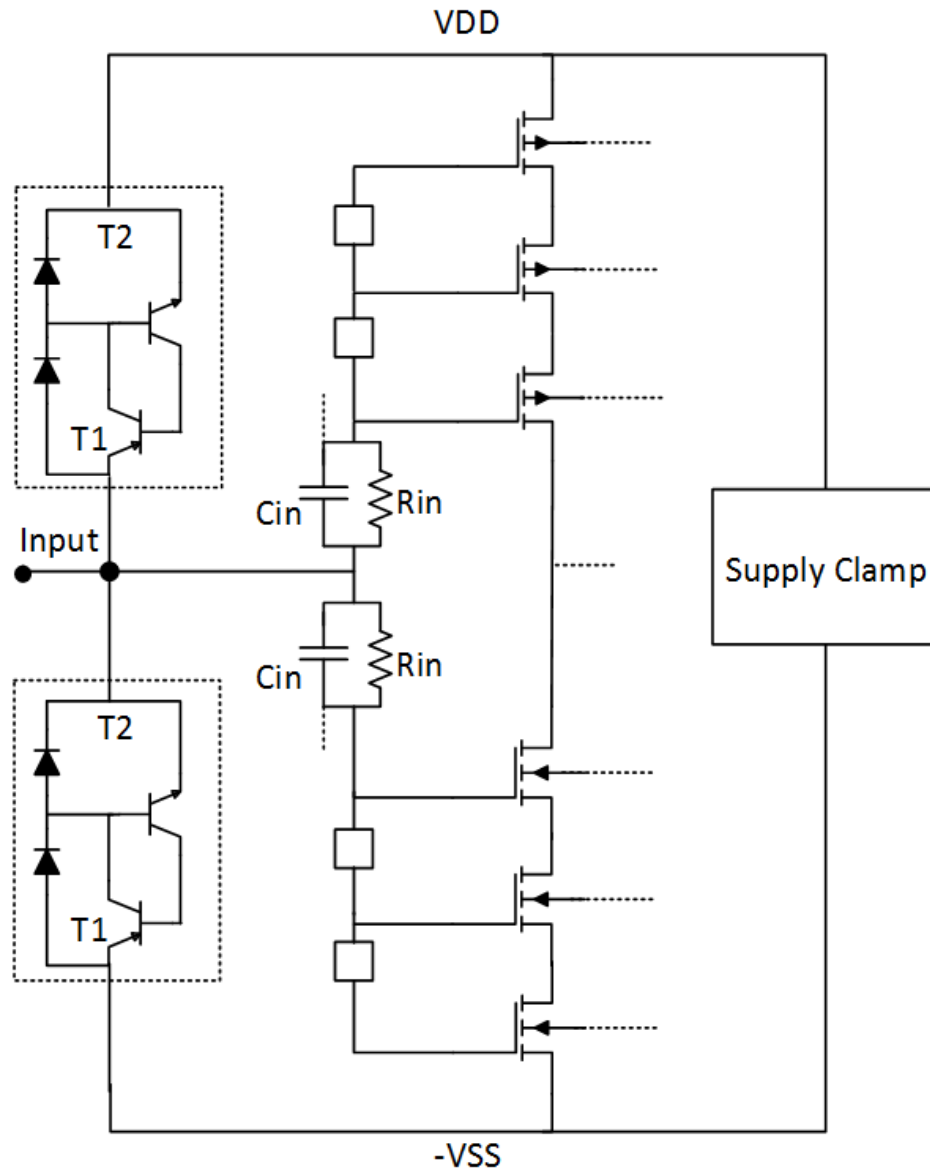 VDD
T2
T1
Cin
Rin
Input
Supply Clamp
Cin
Rin
T2
T1
-VSS